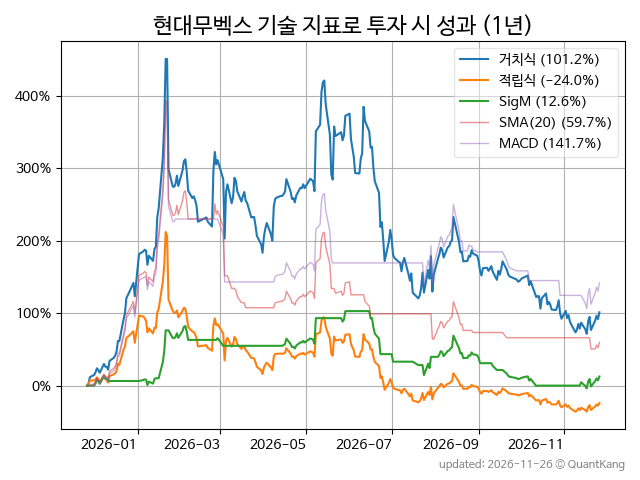 현대무벡스 기술 지표로 투자 시 성과 (1년)
거치식 (101.2%)
적립식 (-24.0%)
SigM (12.6%)
SMA(20) (59.7%)
MACD (141.7%)
400%
300%
200%
100%
0%
2026-01 2026-03 2026-05 2026-07 2026-09 2026-11
updated: 2026-11-26 © QuantKang